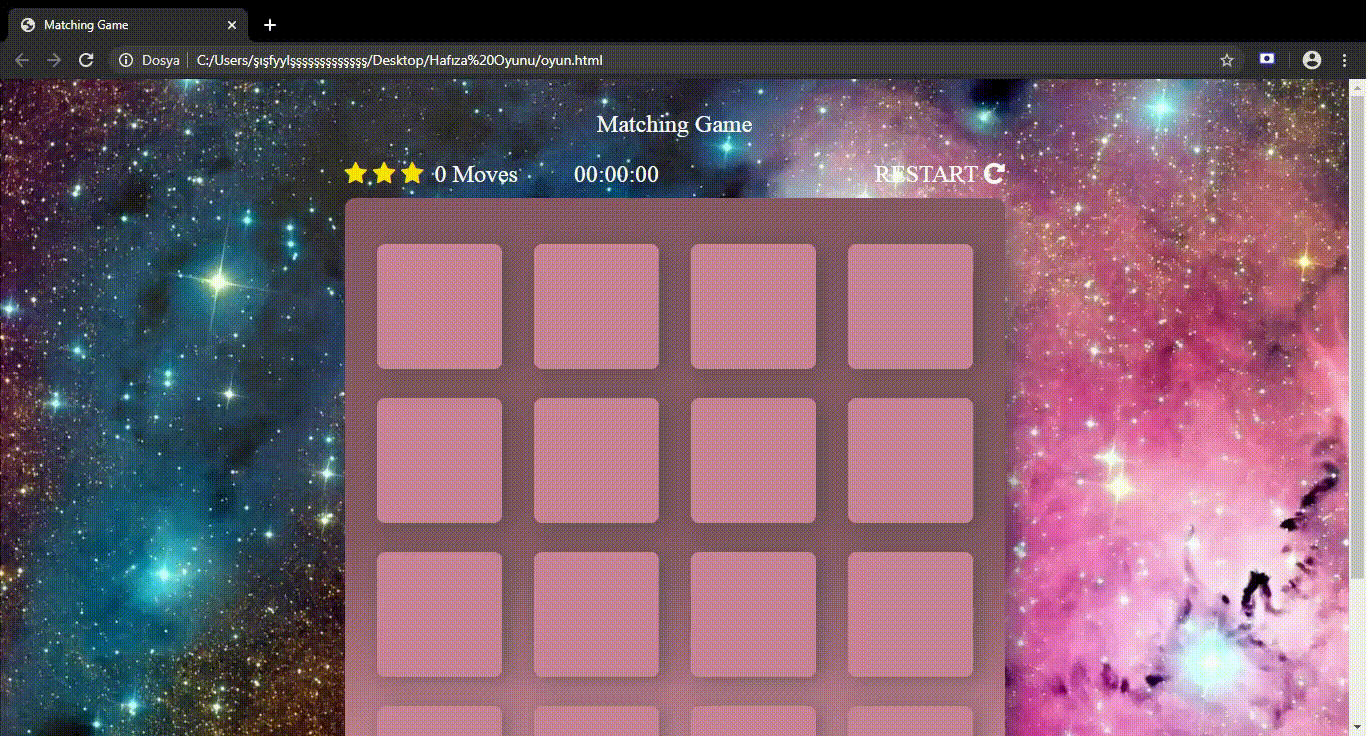 Matching Game
Dosya C:/Users/şışfyylşşşşşşşşşşşşş/Desktop/Hafıza%20Oyunu/oyun.html
Matching Game
0 Moves 00:00:00 RESTART